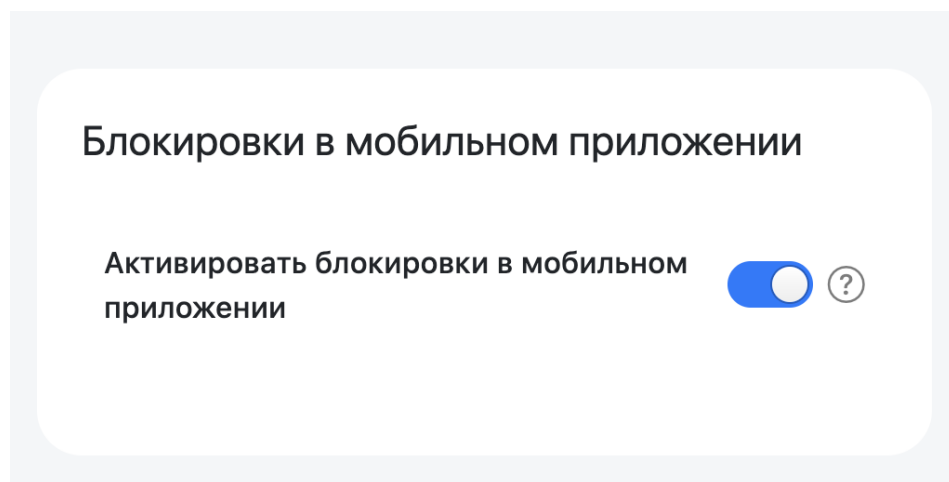 Блокировки в мобильном приложении
Активировать блокировки в мобильном
приложении
?